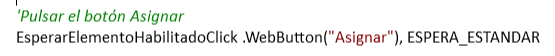 'Pulsar el botón Asignar
EsperarElementoHabilitadoClick .WebButton("Asignar"), ESPERA_ESTANDAR